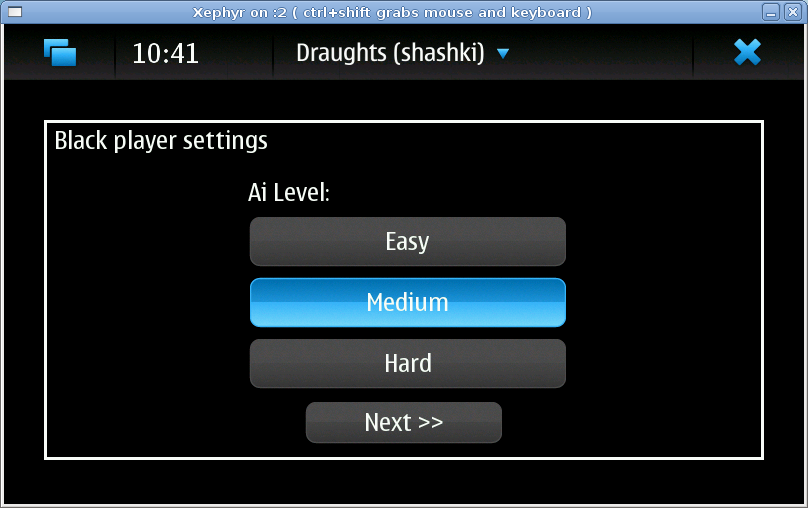 Xephyr on :2 ( ctrl+shift grabs mouse and keyboard )
10:41 Draughts (shashki)
Black player settings
Ai Level:
Easy
Medium
Hard
Next >>